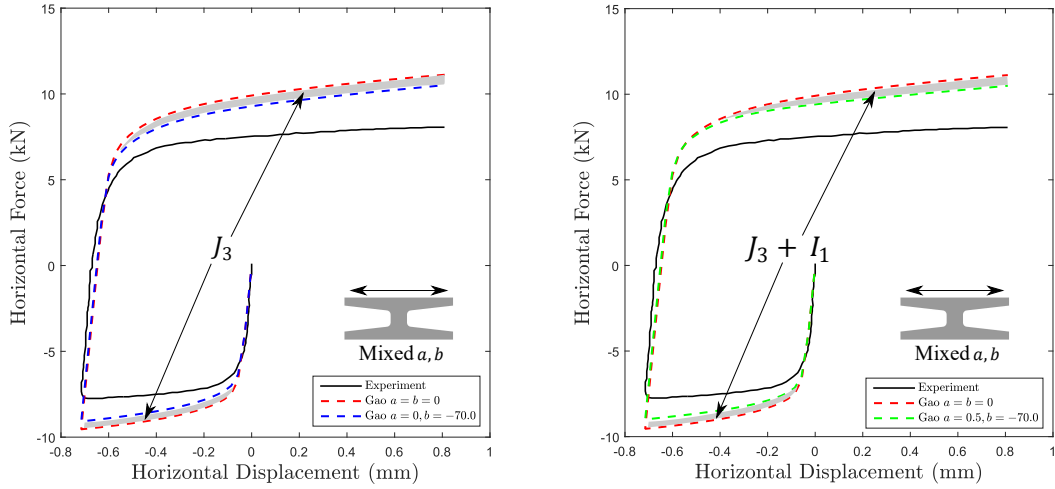 15
10
5
0
-5
-10
Horizontal Force (kN)
J3
Mixed a, b
Experiment
Gao a = b = 0
Gao a = 0, b = −70.0
-0.8 -0.6 -0.4 -0.2 0 0.2 0.4 0.6 0.8 1
Horizontal Displacement (mm)
15
10
5
0
-5
-10
Horizontal Force (kN)
J3 + I1
Mixed a, b
Experiment
Gao a = b = 0
Gao a = 0.5, b = −70.0
-0.8 -0.6 -0.4 -0.2 0 0.2 0.4 0.6 0.8 1
Horizontal Displacement (mm)